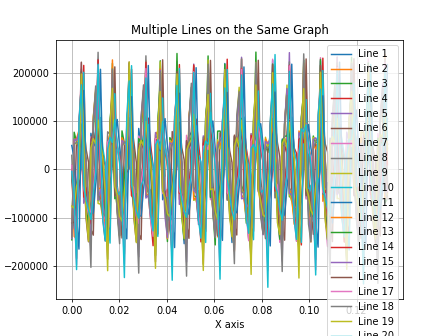 Multiple Lines on the Same Graph
200000
100000
0
−100000
−200000
0.00
0.02
0.04
0.06
0.08
0.10
X axis
Line 1
Line 2
Line 3
Line 4
Line 5
Line 6
Line 7
Line 8
Line 9
Line 10
Line 11
Line 12
Line 13
Line 14
Line 15
Line 16
Line 17
Line 18
Line 19
Line 20